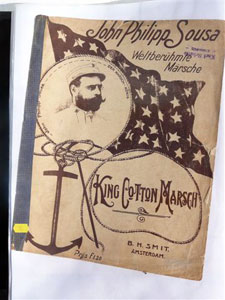 John Philipp Sousa
Weltberühmte
Märsche
King Cotton Marsch
B. H. SMIT.
AMSTERDAM.